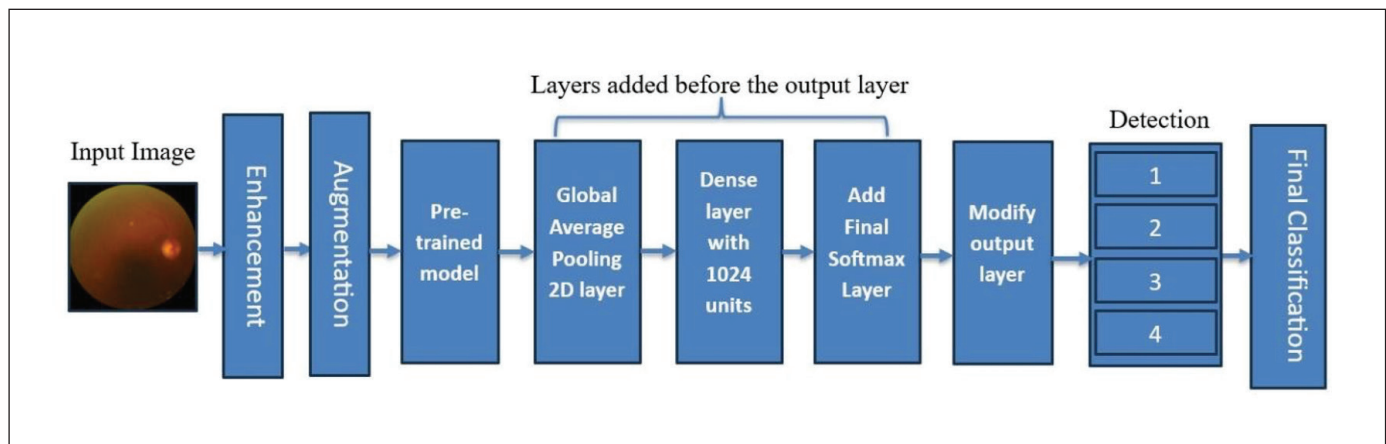 Layers added before the output layer
Input Image
Enhancement
Augmentation
Pre-
trained
model
Global
Average
Pooling
2D layer
Dense
layer
with
1024
units
Add
Final
Softmax
Layer
Modify
output
layer
Detection
1
2
3
4
Final Classification